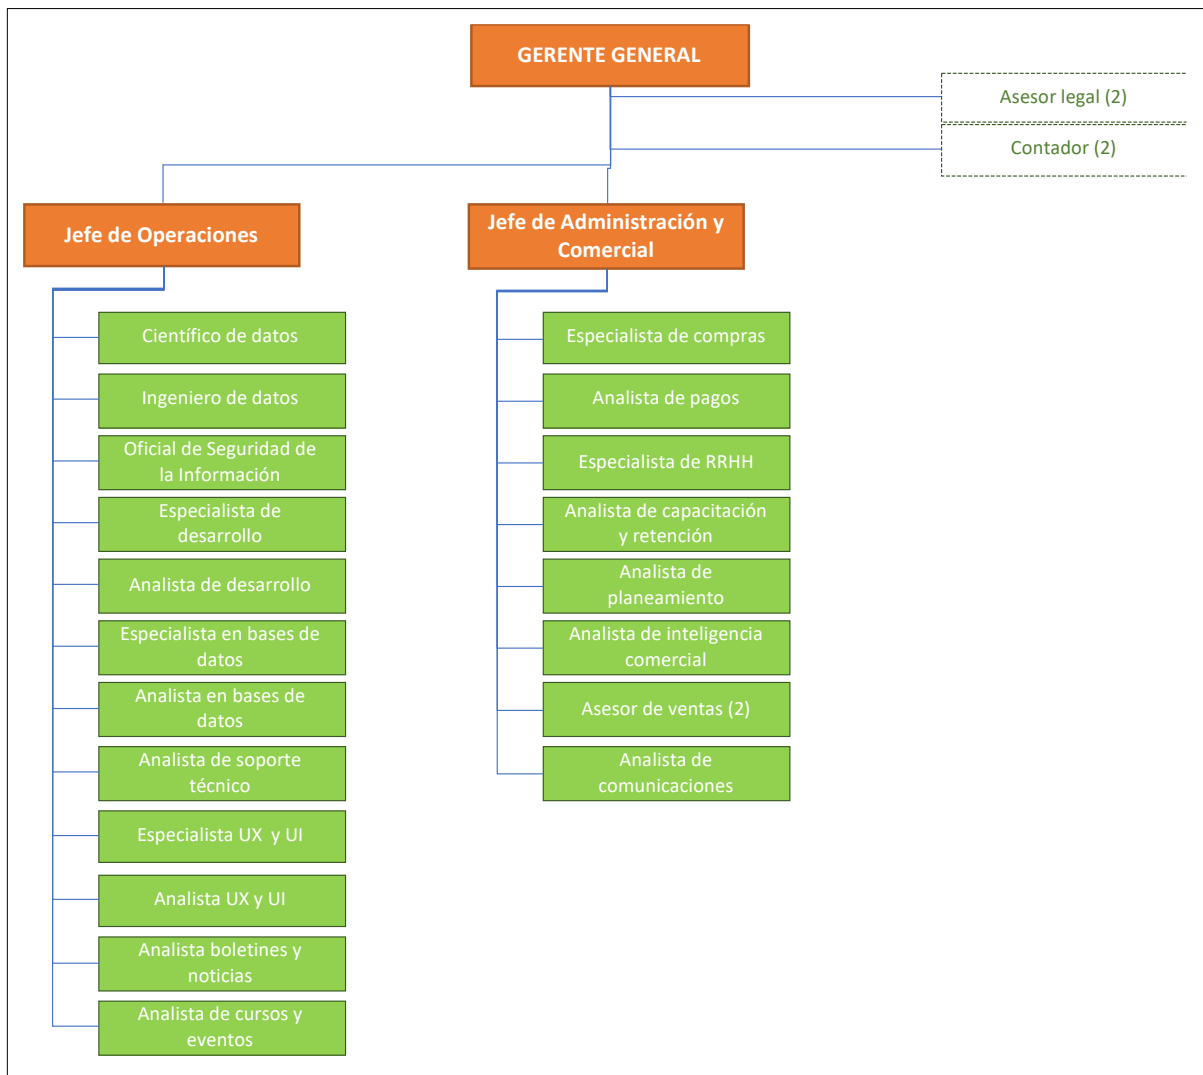 GERENTE GENERAL
Asesor legal (2)
Contador (2)
Jefe de Operaciones
Jefe de Administración y
Comercial
Científico de datos
Ingeniero de datos
Oficial de Seguridad de
la Información
Especialista de
desarrollo
Analista de desarrollo
Especialista en bases de
datos
Analista en bases de
datos
Analista de soporte
técnico
Especialista UX y UI
Analista UX y UI
Analista boletines y
noticias
Analista de cursos y
eventos
Especialista de compras
Analista de pagos
Especialista de RRHH
Analista de capacitación
y retención
Analista de
planeamiento
Analista de inteligencia
comercial
Asesor de ventas (2)
Analista de
comunicaciones